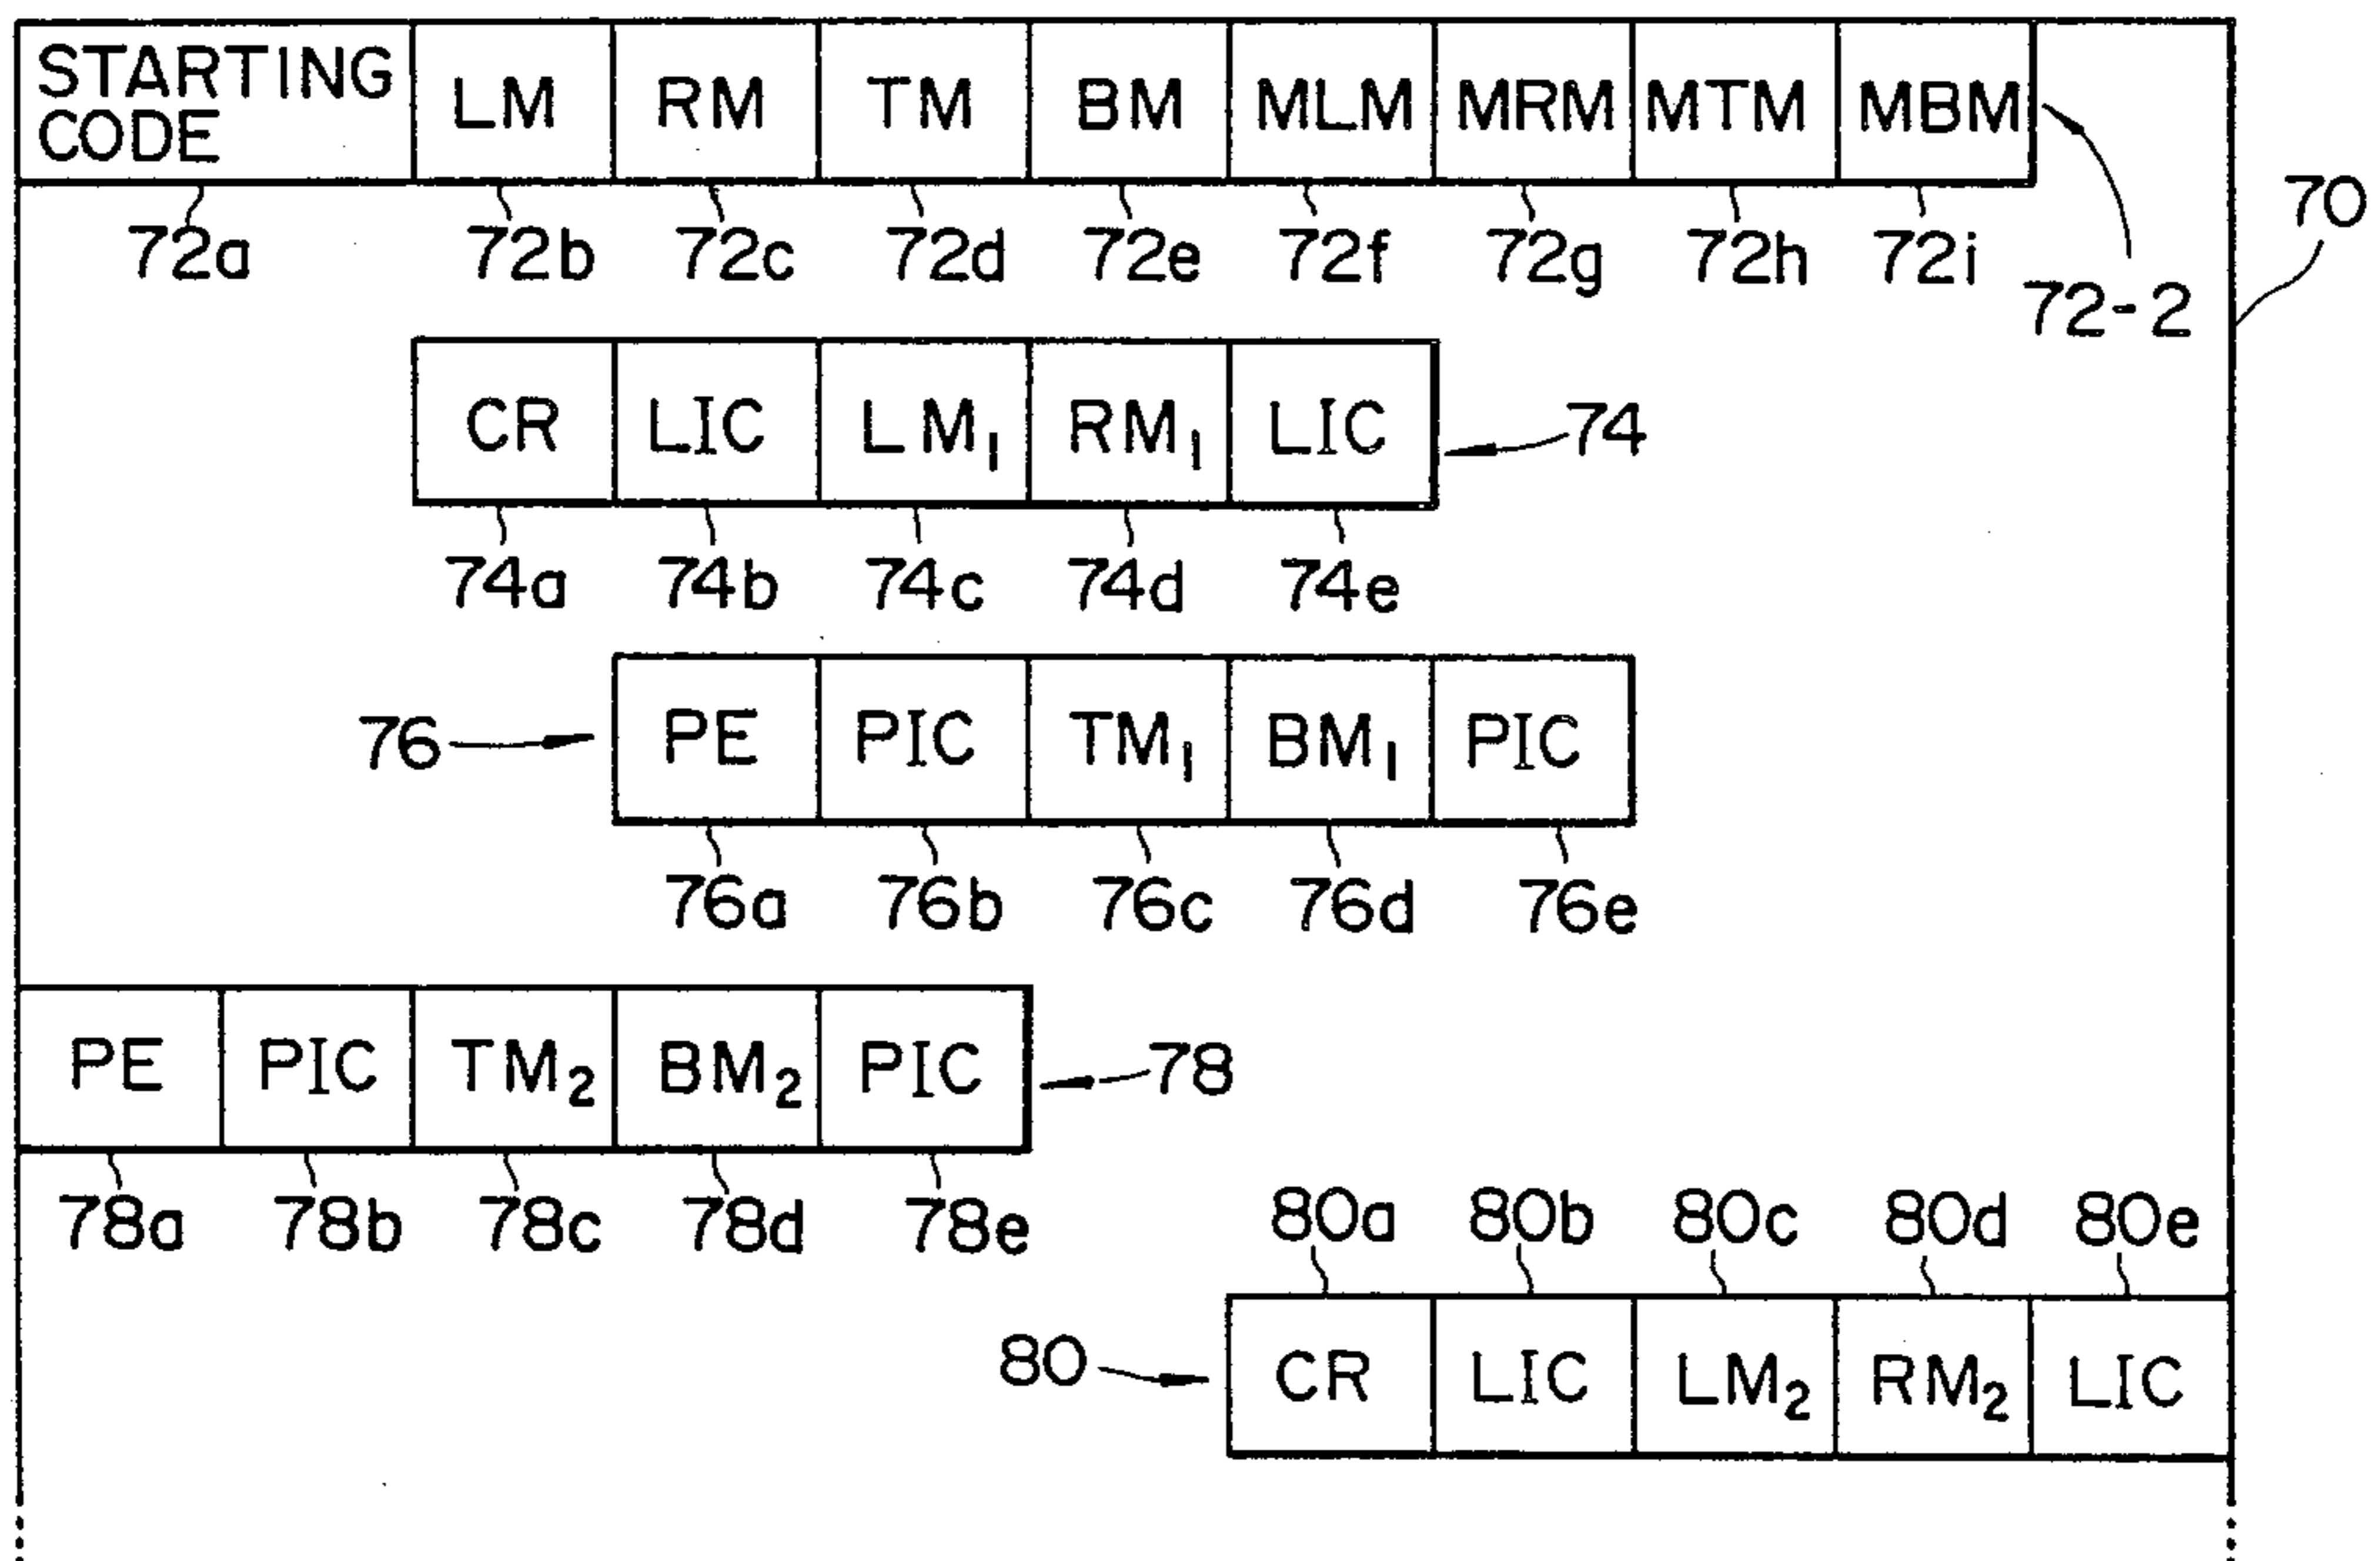 STARTING CODE LM RM TM BM MLM MRM MTM MBM
72a 72b 72c 72d 72e 72f 72g 72h 72i 72-2 70
CR LIC LM₁ RM₁ LIC 74
74a 74b 74c 74d 74e
76 PE PIC TM₁ BM₁ PIC
76a 76b 76c 76d 76e
PE PIC TM₂ BM₂ PIC 78
78a 78b 78c 78d 78e
80a 80b 80c 80d 80e
80 CR LIC LM₂ RM₂ LIC